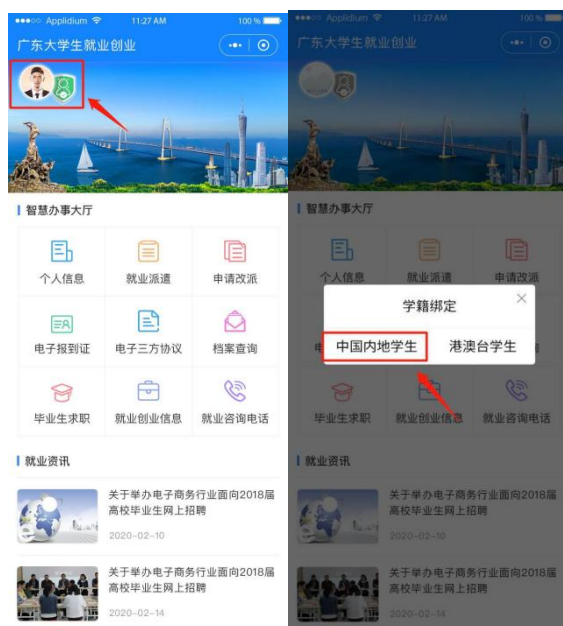 Applidium 11:27 AM 100 %
广东大学生就业创业
智慧办事大厅
个人信息 就业派遣 申请改派
电子报到证 电子三方协议 档案查询
毕业生求职 就业创业信息 就业咨询电话
就业资讯
关于举办电子商务行业面向2018届
高校毕业生网上招聘
2020-02-10
关于举办电子商务行业面向2018届
高校毕业生网上招聘
2020-02-14
Applidium 11:27 AM 100 %
广东大学生就业创业
智慧办事大厅
个人信息 就业派遣 申请改派
学籍绑定
中国内地学生 港澳台学生
毕业生求职 就业创业信息 就业咨询电话
就业资讯
关于举办电子商务行业面向2018届
高校毕业生网上招聘
2020-02-10
关于举办电子商务行业面向2018届
高校毕业生网上招聘
2020-02-14